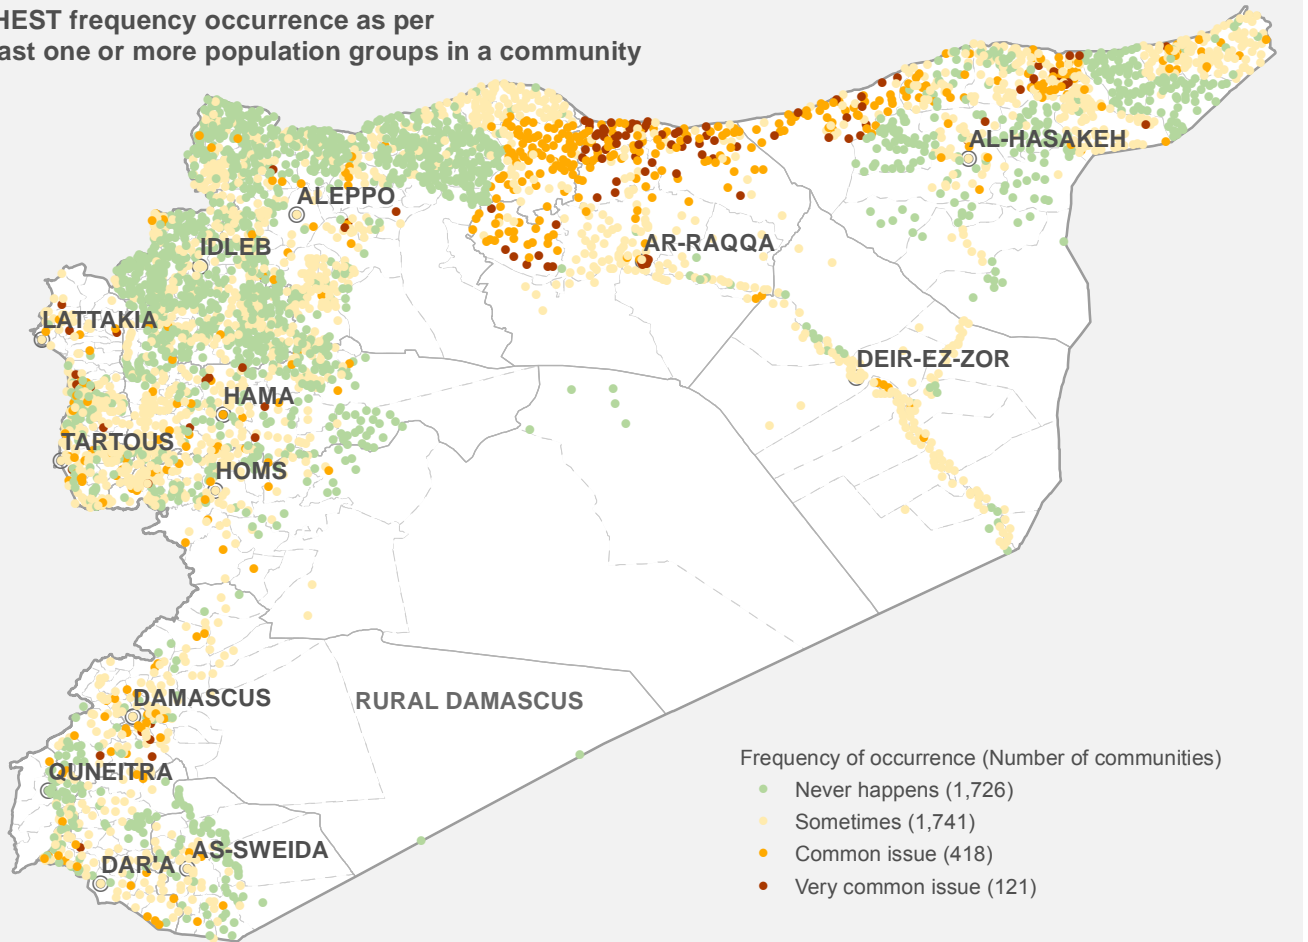 HEST frequency occurrence as per
ast one or more population groups in a community
AL-HASAKEH
ALEPPO
IDLEB
AR-RAQQA
LATTAKIA
DEIR-EZ-ZOR
HAMA
TARTOUS
HOMS
DAMASCUS
RURAL DAMASCUS
QUNEITRA
AS-SWEIDA
DAR'A
Frequency of occurrence (Number of communities)
Never happens (1,726)
Sometimes (1,741)
Common issue (418)
Very common issue (121)